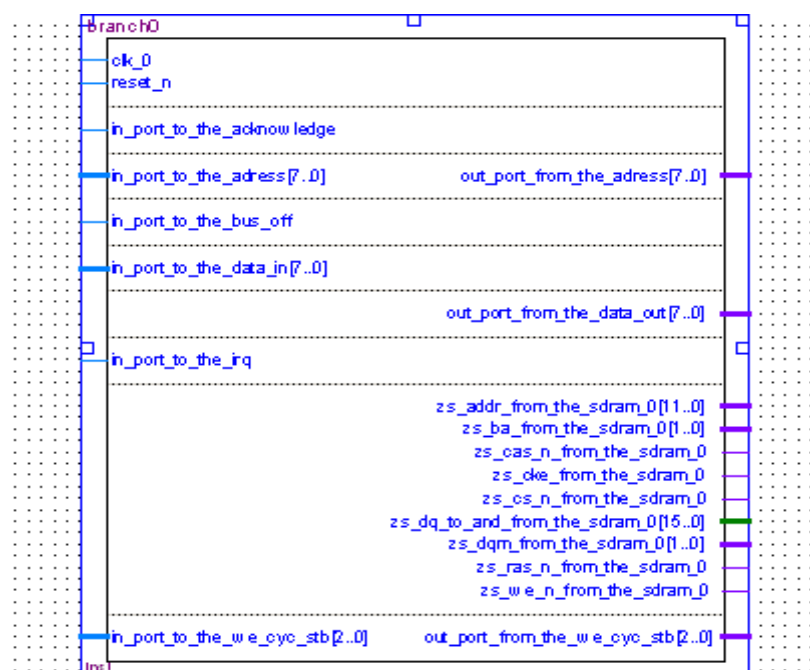 branch0
clk_0
reset_n
in_port_to_the_acknow ledge
in_port_to_the_adress[7..0] out_port_from_the_adress[7..0]
in_port_to_the_bus_off
in_port_to_the_data_in[7..0]
out_port_from_the_data_out[7..0]
in_port_to_the_irq
zs_addr_from_the_sdram_0[11..0]
zs_ba_from_the_sdram_0[1..0]
zs_cas_n_from_the_sdram_0
zs_cke_from_the_sdram_0
zs_cs_n_from_the_sdram_0
zs_dq_to_and_from_the_sdram_0[15..0]
zs_dqm_from_the_sdram_0[1..0]
zs_ras_n_from_the_sdram_0
zs_we_n_from_the_sdram_0
in_port_to_the_we_cyc_stb[2..0] out_port_from_the_we_cyc_stb[2..0]